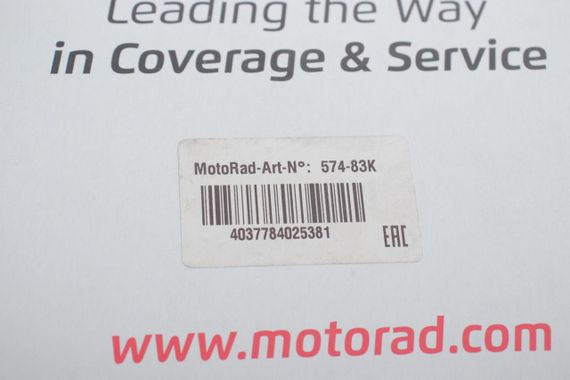 Leading the Way
in Coverage & Service
MotoRad-Art-N°: 574-83K
4037784025381
EAC
www.motorad.com